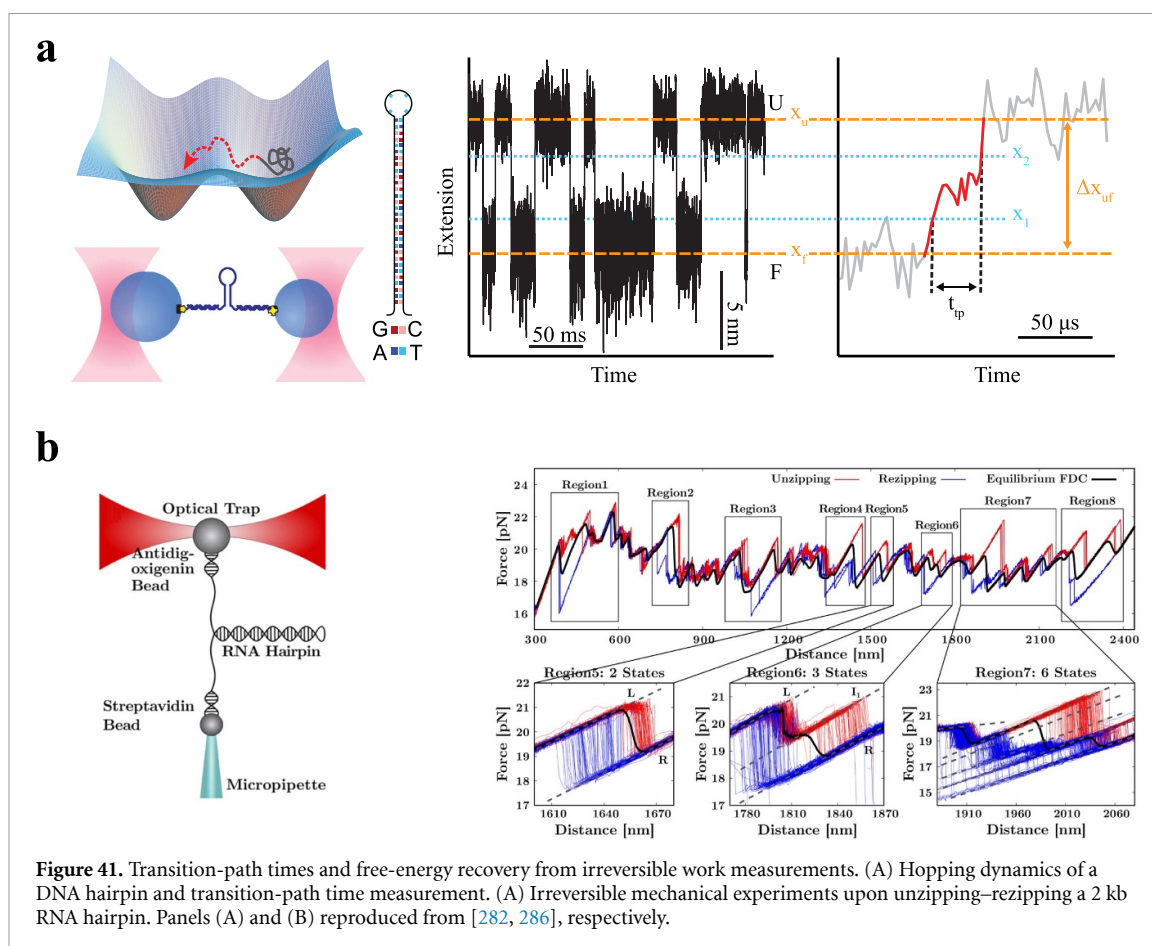 a
G C
A T
Extension
U
F
x_u
x_2
x_1
x_f
50 ms
5 nm
Time
Δx_uf
t_tp
50 μs
Time
b
Optical Trap
Antidig-
oxigenin
Bead
RNA Hairpin
Streptavidin
Bead
Micropipette
Unzipping
Rezipping
Equilibrium FDC
Region1
Region2
Region3
Region4
Region5
Region6
Region7
Region8
Force [pN]
24
22
20
18
16
300 600 900 1200 1500 1800 2100 2400
Distance [nm]
Region5: 2 States
Force [pN]
22
21
20
19
18
17
L
R
1610 1640 1670
Distance [nm]
Region6: 3 States
Force [pN]
21
20
19
18
17
L
I_1
R
1780 1810 1840 1870
Distance [nm]
Region7: 6 States
Force [pN]
23
21
19
18
17
15
14
1910 1960 2010 2060
Distance [nm]
Figure 41. Transition-path times and free-energy recovery from irreversible work measurements. (A) Hopping dynamics of a
DNA hairpin and transition-path time measurement. (A) Irreversible mechanical experiments upon unzipping–rezipping a 2 kb
RNA hairpin. Panels (A) and (B) reproduced from [282, 286], respectively.